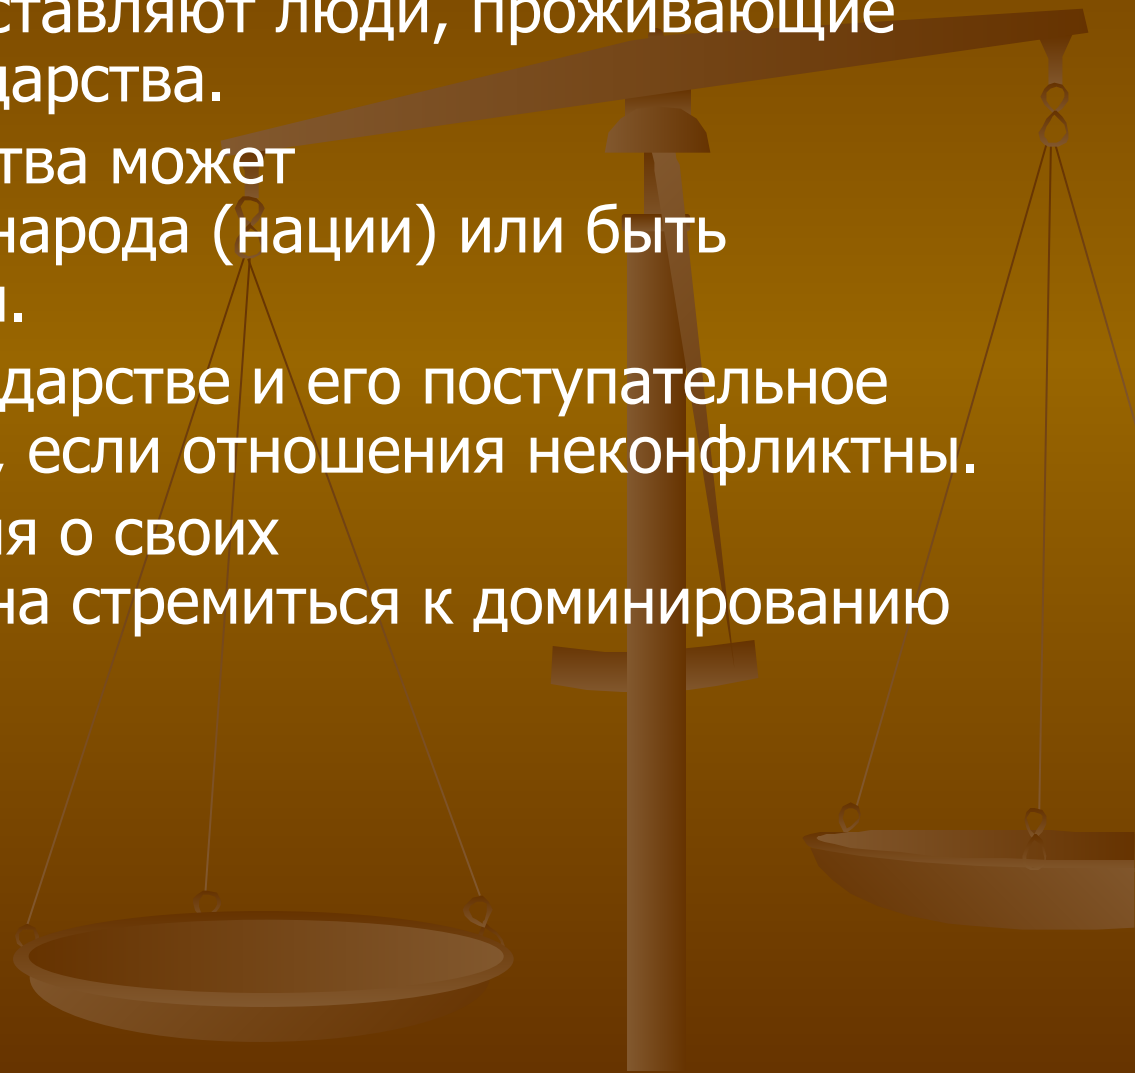 ставляют люди, проживающие
дарства.
тва может
народа (нации) или быть
и.
дарстве и его поступательное
, если отношения неконфликтны.
ия о своих
на стремиться к доминированию